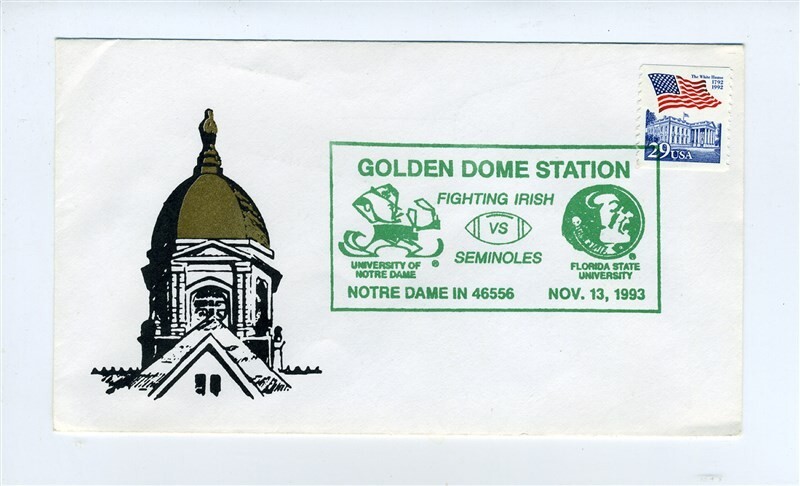 The White House
1792
1992
29 USA
GOLDEN DOME STATION
FIGHTING IRISH
VS
SEMINOLES
UNIVERSITY OF
NOTRE DAME
®
FLORIDA STATE
UNIVERSITY
®
NOTRE DAME IN 46556 NOV. 13, 1993